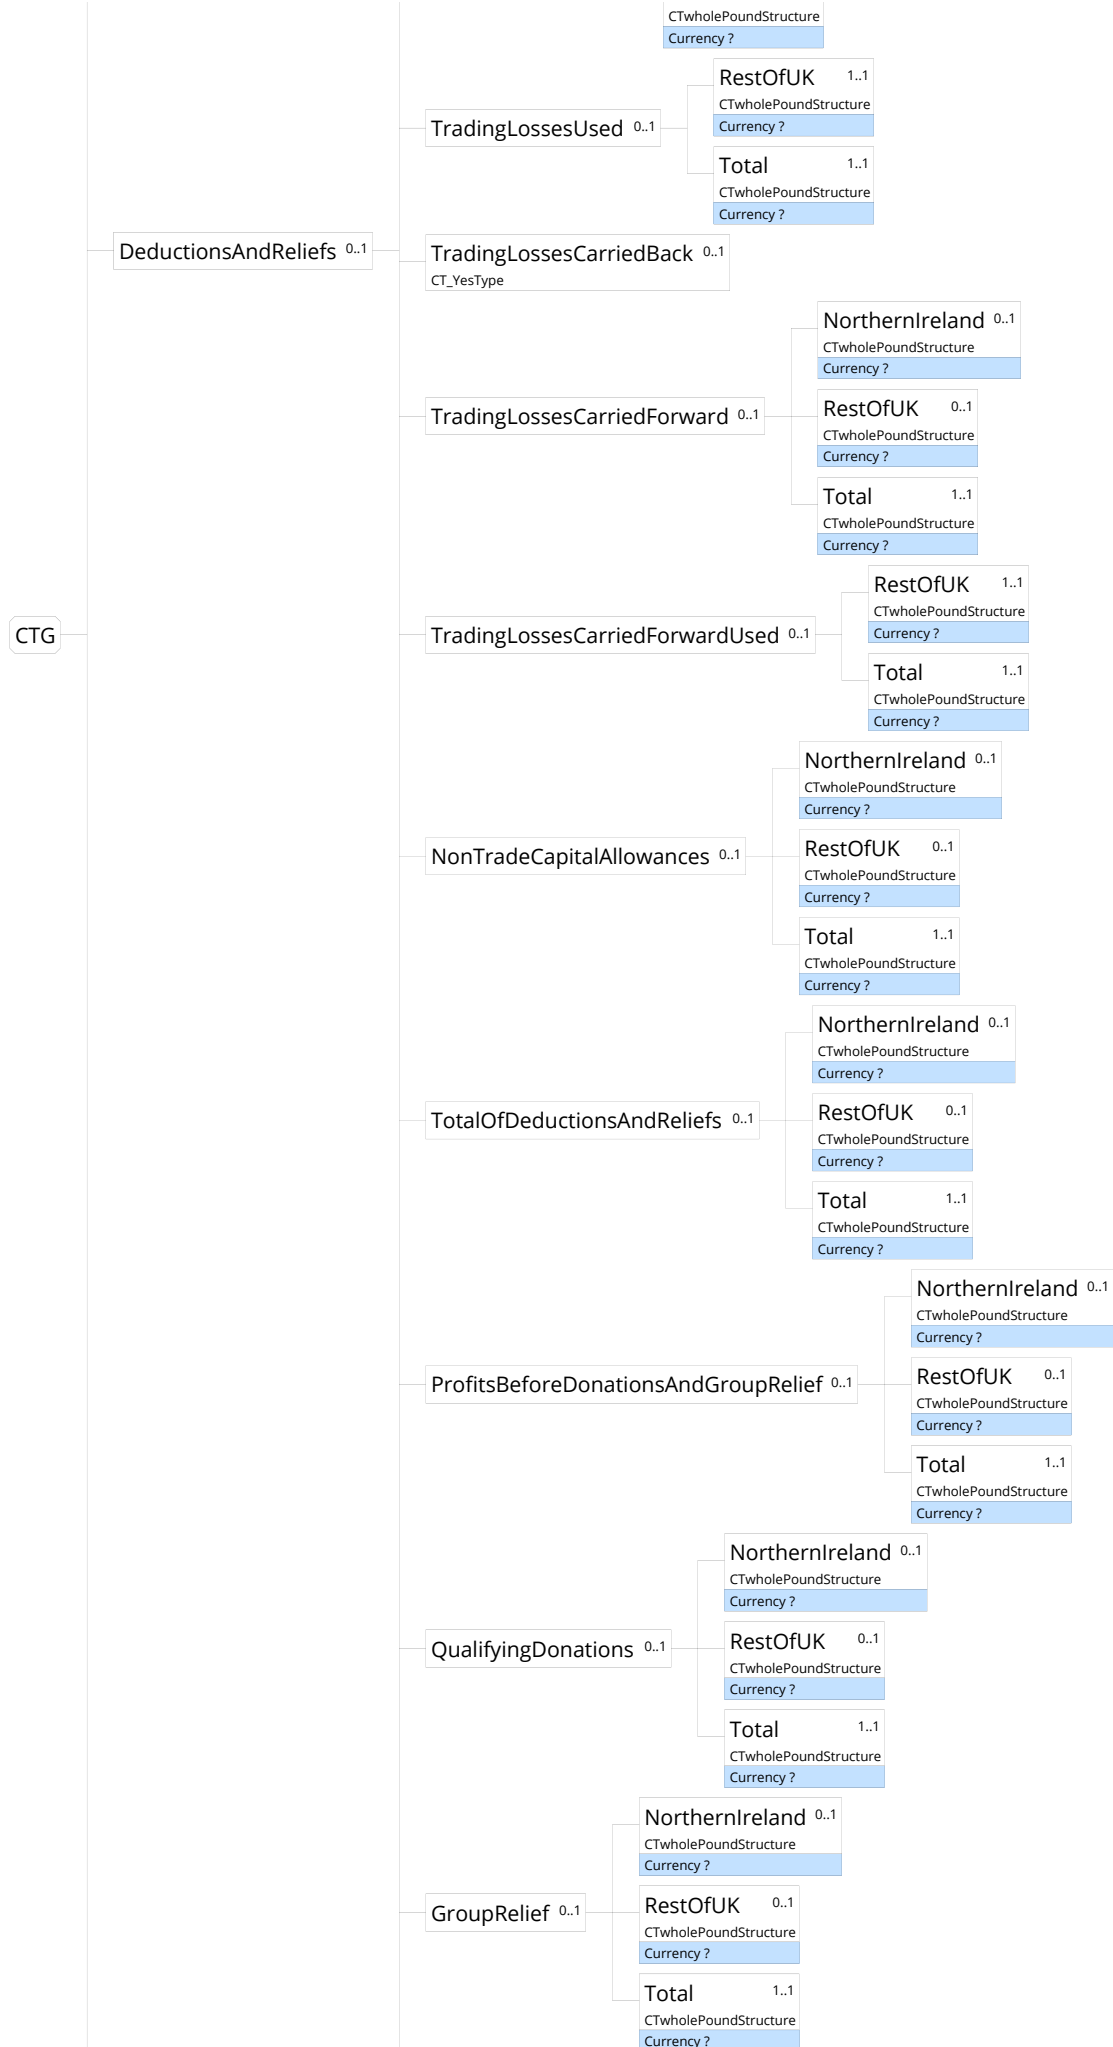 CTwholePoundStructure
Currency ?
RestOfUK 1..1
CTwholePoundStructure
Currency ?
TradingLossesUsed 0..1
Total 1..1
CTwholePoundStructure
Currency ?
DeductionsAndReliefs 0..1
TradingLossesCarriedBack 0..1
CT_YesType
NorthernIreland 0..1
CTwholePoundStructure
Currency ?
TradingLossesCarriedForward 0..1
RestOfUK 0..1
CTwholePoundStructure
Currency ?
Total 1..1
CTwholePoundStructure
Currency ?
CTG
TradingLossesCarriedForwardUsed 0..1
RestOfUK 1..1
CTwholePoundStructure
Currency ?
Total 1..1
CTwholePoundStructure
Currency ?
NorthernIreland 0..1
CTwholePoundStructure
Currency ?
NonTradeCapitalAllowances 0..1
RestOfUK 0..1
CTwholePoundStructure
Currency ?
Total 1..1
CTwholePoundStructure
Currency ?
NorthernIreland 0..1
CTwholePoundStructure
Currency ?
TotalOfDeductionsAndReliefs 0..1
RestOfUK 0..1
CTwholePoundStructure
Currency ?
Total 1..1
CTwholePoundStructure
Currency ?
NorthernIreland 0..1
CTwholePoundStructure
Currency ?
ProfitsBeforeDonationsAndGroupRelief 0..1
RestOfUK 0..1
CTwholePoundStructure
Currency ?
Total 1..1
CTwholePoundStructure
Currency ?
NorthernIreland 0..1
CTwholePoundStructure
Currency ?
QualifyingDonations 0..1
RestOfUK 0..1
CTwholePoundStructure
Currency ?
Total 1..1
CTwholePoundStructure
Currency ?
NorthernIreland 0..1
CTwholePoundStructure
Currency ?
GroupRelief 0..1
RestOfUK 0..1
CTwholePoundStructure
Currency ?
Total 1..1
CTwholePoundStructure
Currency ?